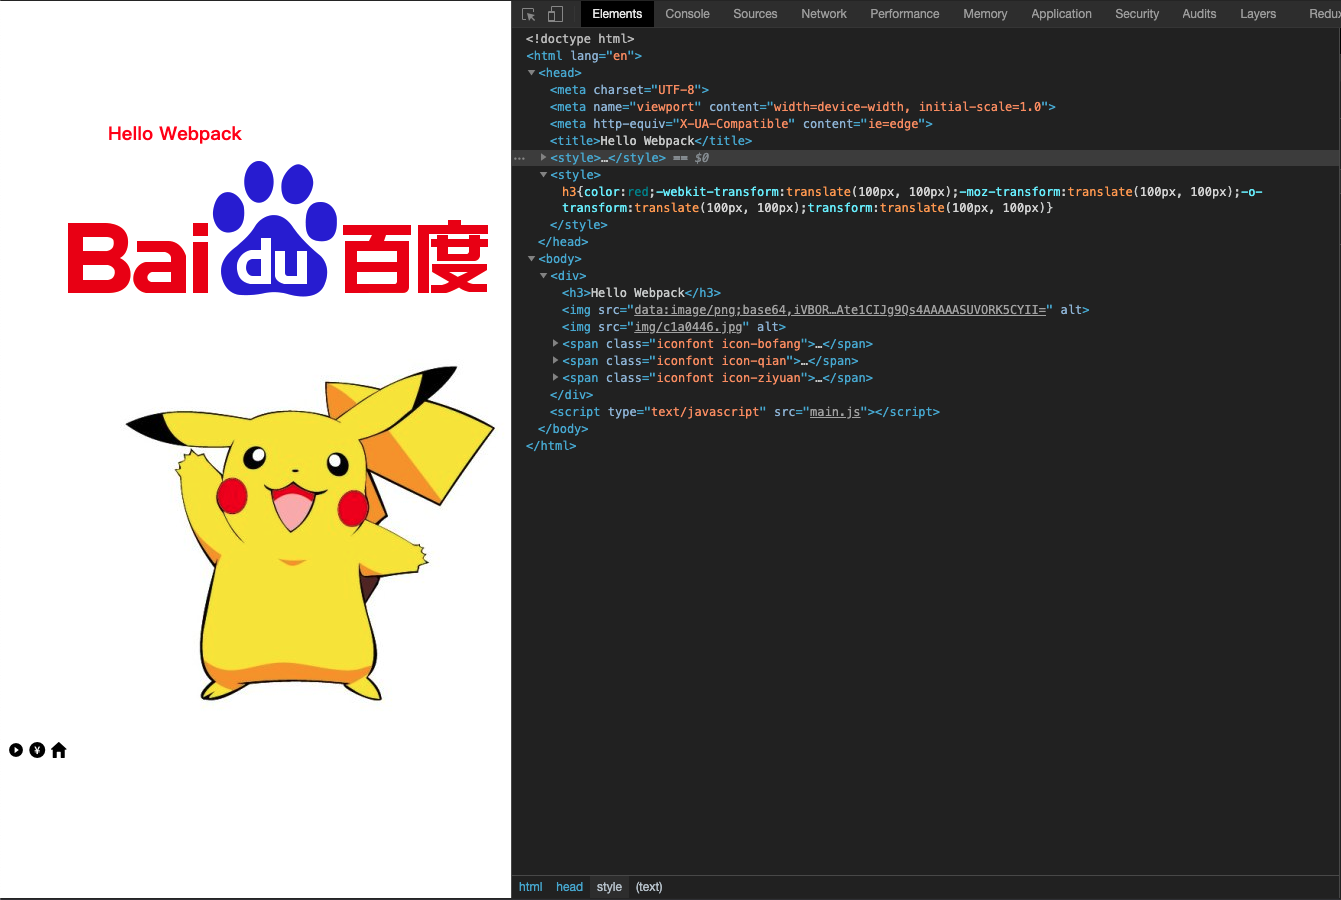 Hello Webpack
Bai du 百度
¥
Elements Console Sources Network Performance Memory Application Security Audits Layers Redux
<!doctype html>
<html lang="en">
<head>
<meta charset="UTF-8">
<meta name="viewport" content="width=device-width, initial-scale=1.0">
<meta http-equiv="X-UA-Compatible" content="ie=edge">
<title>Hello Webpack</title>
<style>…</style> == $0
<style>
h3{color:red;-webkit-transform:translate(100px, 100px);-moz-transform:translate(100px, 100px);-o-
transform:translate(100px, 100px);transform:translate(100px, 100px)}
</style>
</head>
<body>
<div>
<h3>Hello Webpack</h3>
<img src="data:image/png;base64,iVBOR…Ate1CIJg9Qs4AAAAASUVORK5CYII=" alt>
<img src="img/c1a0446.jpg" alt>
<span class="iconfont icon-bofang">…</span>
<span class="iconfont icon-qian">…</span>
<span class="iconfont icon-ziyuan">…</span>
</div>
<script type="text/javascript" src="main.js"></script>
</body>
</html>
html head style (text)